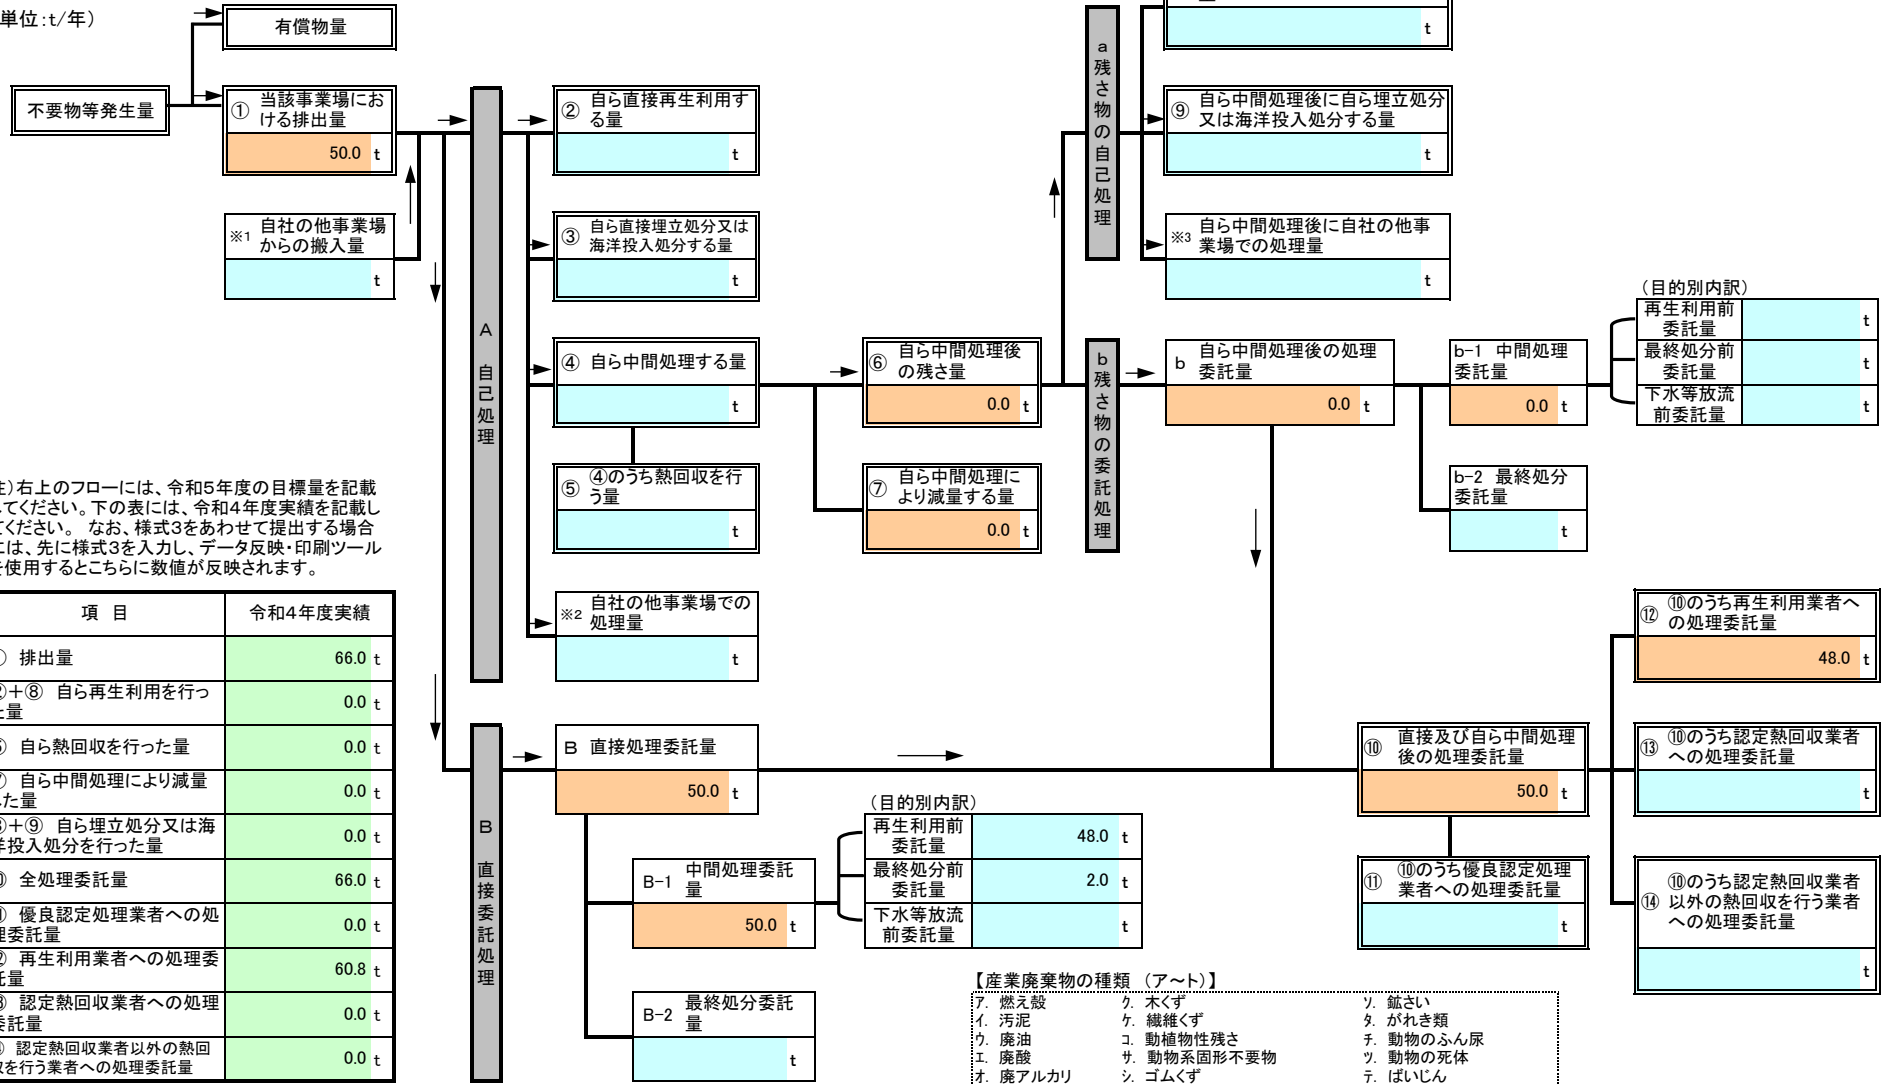 単位:t/年）
有償物量
不要物等発生量
① 当該事業場にお
ける排出量
50.0 t
※1 自社の他事業場
からの搬入量
t
A 自己処理
② 自ら直接再生利用す
る量
t
③ 自ら直接埋立処分又は
海洋投入処分する量
t
④ 自ら中間処理する量
t
⑤ ④のうち熱回収を行
う量
t
※2 自社の他事業場での
処理量
t
⑥ 自ら中間処理後
の残さ量
0.0 t
⑦ 自ら中間処理に
より減量する量
0.0 t
a 残さ物の自己処理
t
⑨ 自ら中間処理後に自ら埋立処分
又は海洋投入処分する量
t
※3 自ら中間処理後に自社の他事
業場での処理量
t
b 残さ物の委託処理
b 自ら中間処理後の処理
委託量
0.0 t
b-1 中間処理
委託量
0.0 t
(目的別内訳)
再生利用前
委託量
t
最終処分前
委託量
t
下水等放流
前委託量
t
b-2 最終処分
委託量
t
)右上のフローには、令和5年度の目標量を記載
してください。下の表には、令和4年度実績を記載し
てください。 なお、様式3をあわせて提出する場合
には、先に様式3を入力し、データ反映・印刷ツール
を使用するとこちらに数値が反映されます。
項 目 令和4年度実績
排出量 66.0 t
＋⑧ 自ら再生利用を行っ
た量
0.0 t
自ら熱回収を行った量 0.0 t
自ら中間処理により減量
した量
0.0 t
＋⑨ 自ら埋立処分又は海
洋投入処分を行った量
0.0 t
全処理委託量 66.0 t
優良認定処理業者への処
理委託量
0.0 t
再生利用業者への処理委
託量
60.8 t
認定熱回収業者への処理
委託量
0.0 t
認定熱回収業者以外の熱回
収を行う業者への処理委託量
0.0 t
B 直接委託処理
B 直接処理委託量
50.0 t
B-1 中間処理委託
量
50.0 t
(目的別内訳)
再生利用前
委託量
48.0 t
最終処分前
委託量
2.0 t
下水等放流
前委託量
t
B-2 最終処分委託
量
t
⑩ 直接及び自ら中間処理
後の処理委託量
50.0 t
⑪ ⑩のうち優良認定処理
業者への処理委託量
t
⑫ ⑩のうち再生利用業者へ
の処理委託量
48.0 t
⑬ ⑩のうち認定熱回収業者
への処理委託量
t
⑭ ⑩のうち認定熱回収業者
以外の熱回収を行う業者
への処理委託量
t
【産業廃棄物の種類 （ア～ト）】
ア. 燃え殻 ク. 木くず ソ. 鉱さい
イ. 汚泥 ケ. 繊維くず タ. がれき類
ウ. 廃油 コ. 動植物性残さ チ. 動物のふん尿
エ. 廃酸 サ. 動物系固形不要物 ツ. 動物の死体
オ. 廃アルカリ シ. ゴムくず テ. ばいじん